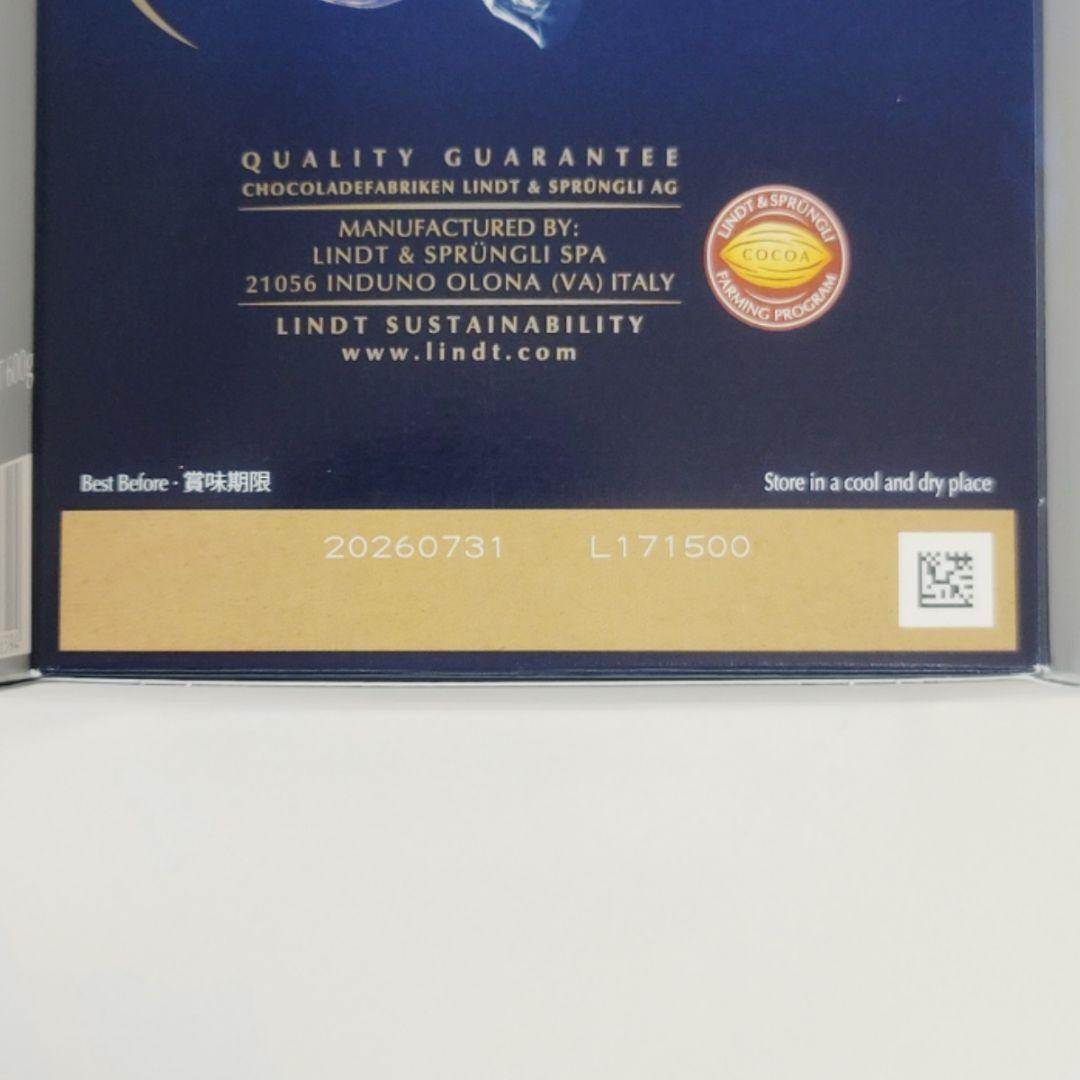 QUALITY GUARANTEE
CHOCOLADEFABRIKEN LINDT & SPRÜNGLI AG
MANUFACTURED BY:
LINDT & SPRÜNGLI SPA
21056 INDUNO OLONA (VA) ITALY
LINDT SUSTAINABILITY
www.lindt.com
LINDT & SPRÜNGLI
COCOA
FARMING PROGRAM
600g
Best Before - 賞味期限
Store in a cool and dry place
20260731 L171500